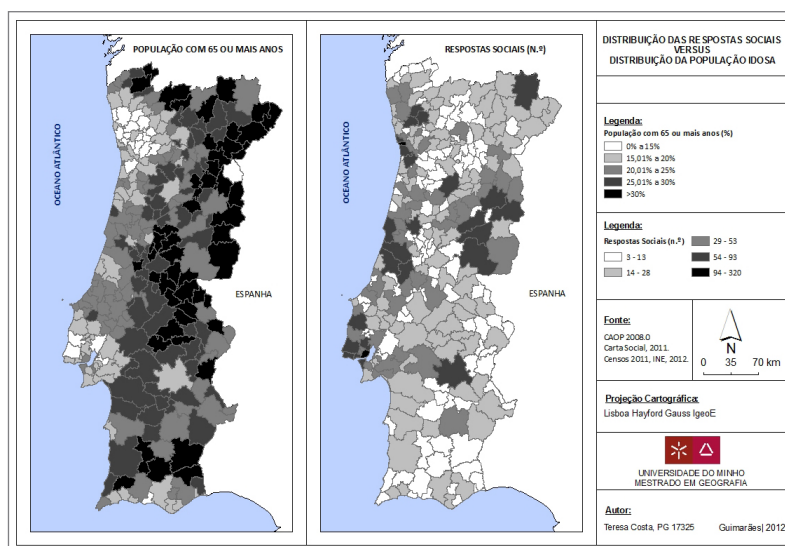 POPULAÇÃO COM 65 OU MAIS ANOS
OCEANO ATLÂNTICO
ESPANHA
RESPOSTAS SOCIAIS (N.º)
OCEANO ATLÂNTICO
ESPANHA
DISTRIBUIÇÃO DAS RESPOSTAS SOCIAIS
VERSUS
DISTRIBUIÇÃO DA POPULAÇÃO IDOSA
Legenda:
População com 65 ou mais anos (%)
0% a 15%
15,01% a 20%
20,01% a 25%
25,01% a 30%
>30%
Legenda:
Respostas Sociais (n.º)
3 - 13
14 - 28
29 - 53
54 - 93
94 - 320
Fonte:
CAOP 2008.0
Carta Social, 2011.
Censos 2011, INE, 2012.
N
0 35 70 km
Projeção Cartográfica:
Lisboa Hayford Gauss IgeoE
UNIVERSIDADE DO MINHO
MESTRADO EM GEOGRAFIA
Autor:
Teresa Costa, PG 17325 Guimarães| 2012